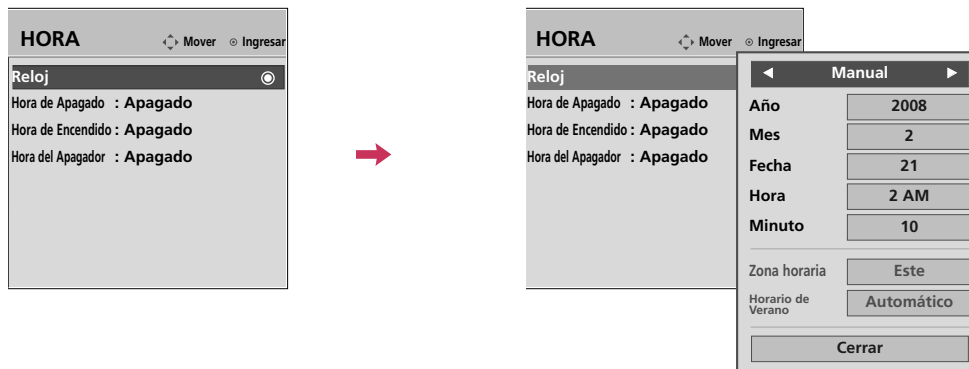 HORA Mover Ingresar
Reloj
Hora de Apagado : Apagado
Hora de Encendido : Apagado
Hora del Apagador : Apagado
HORA Mover Ingresar
Reloj
Hora de Apagado : Apagado
Hora de Encendido : Apagado
Hora del Apagador : Apagado
Manual
Año 2008
Mes 2
Fecha 21
Hora 2 AM
Minuto 10
Zona horaria Este
Horario de
Verano Automático
Cerrar